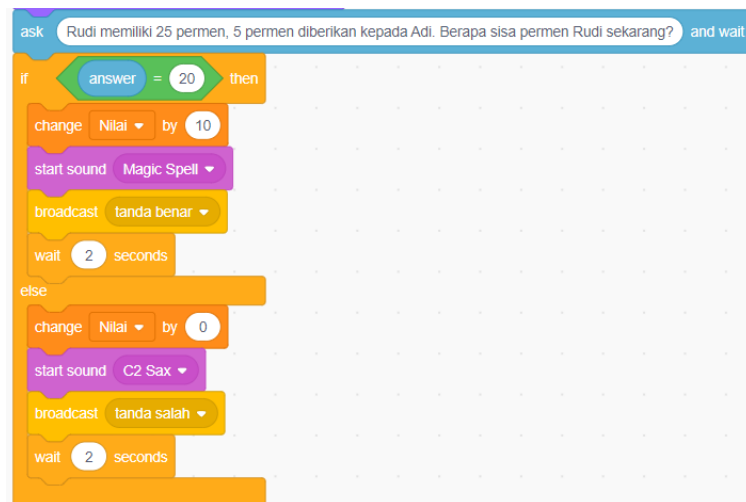 ask Rudi memiliki 25 permen, 5 permen diberikan kepada Adi. Berapa sisa permen Rudi sekarang? and wait
if answer = 20 then
change Nilai by 10
start sound Magic Spell
broadcast tanda benar
wait 2 seconds
else
change Nilai by 0
start sound C2 Sax
broadcast tanda salah
wait 2 seconds